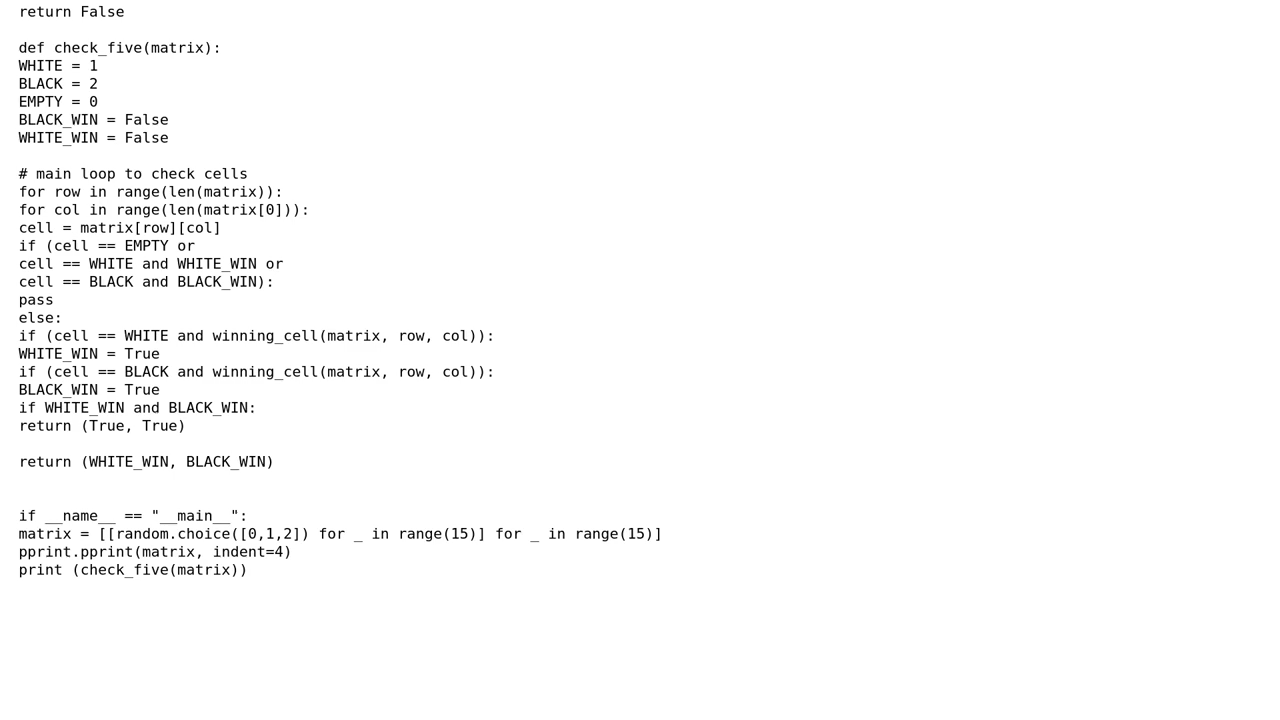 return False
def check_five(matrix):
WHITE = 1
BLACK = 2
EMPTY = 0
BLACK_WIN = False
WHITE_WIN = False
# main loop to check cells
for row in range(len(matrix)):
for col in range(len(matrix[0])):
cell = matrix[row][col]
if (cell == EMPTY or
cell == WHITE and WHITE_WIN or
cell == BLACK and BLACK_WIN):
pass
else:
if (cell == WHITE and winning_cell(matrix, row, col)):
WHITE_WIN = True
if (cell == BLACK and winning_cell(matrix, row, col)):
BLACK_WIN = True
if WHITE_WIN and BLACK_WIN:
return (True, True)
return (WHITE_WIN, BLACK_WIN)
if __name__ == "__main__":
matrix = [[random.choice([0,1,2]) for _ in range(15)] for _ in range(15)]
pprint.pprint(matrix, indent=4)
print (check_five(matrix))